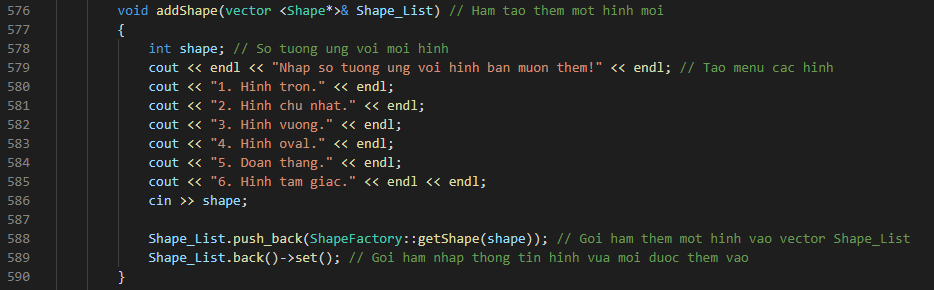 576 void addShape(vector <Shape*>& Shape_List) // Ham tao them mot hinh moi
577 {
578 int shape; // So tuong ung voi moi hinh
579 cout << endl << "Nhap so tuong ung voi hinh ban muon them!" << endl; // Tao menu cac hinh
580 cout << "1. Hinh tron." << endl;
581 cout << "2. Hinh chu nhat." << endl;
582 cout << "3. Hinh vuong." << endl;
583 cout << "4. Hinh oval." << endl;
584 cout << "5. Doan thang." << endl;
585 cout << "6. Hinh tam giac." << endl << endl;
586 cin >> shape;
587
588 Shape_List.push_back(ShapeFactory::getShape(shape)); // Goi ham them mot hinh vao vector Shape_List
589 Shape_List.back()->set(); // Goi ham nhap thong tin hinh vua moi duoc them vao
590 }